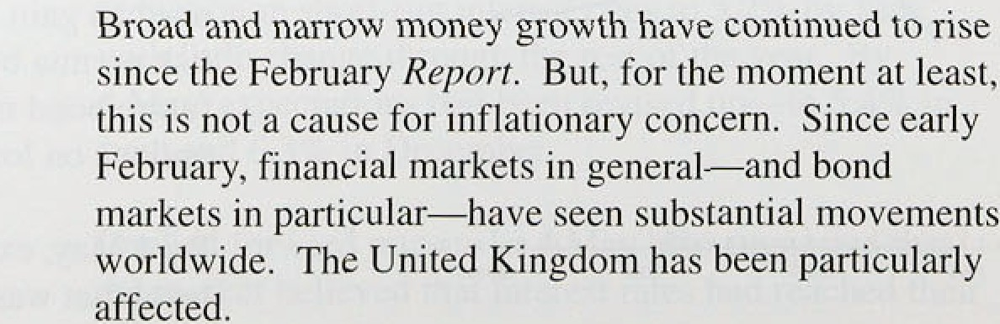 Broad and narrow money growth have continued to rise
since the February Report.  But, for the moment at least,
this is not a cause for inflationary concern.  Since early
February, financial markets in general—and bond
markets in particular—have seen substantial movements
worldwide.  The United Kingdom has been particularly
affected.